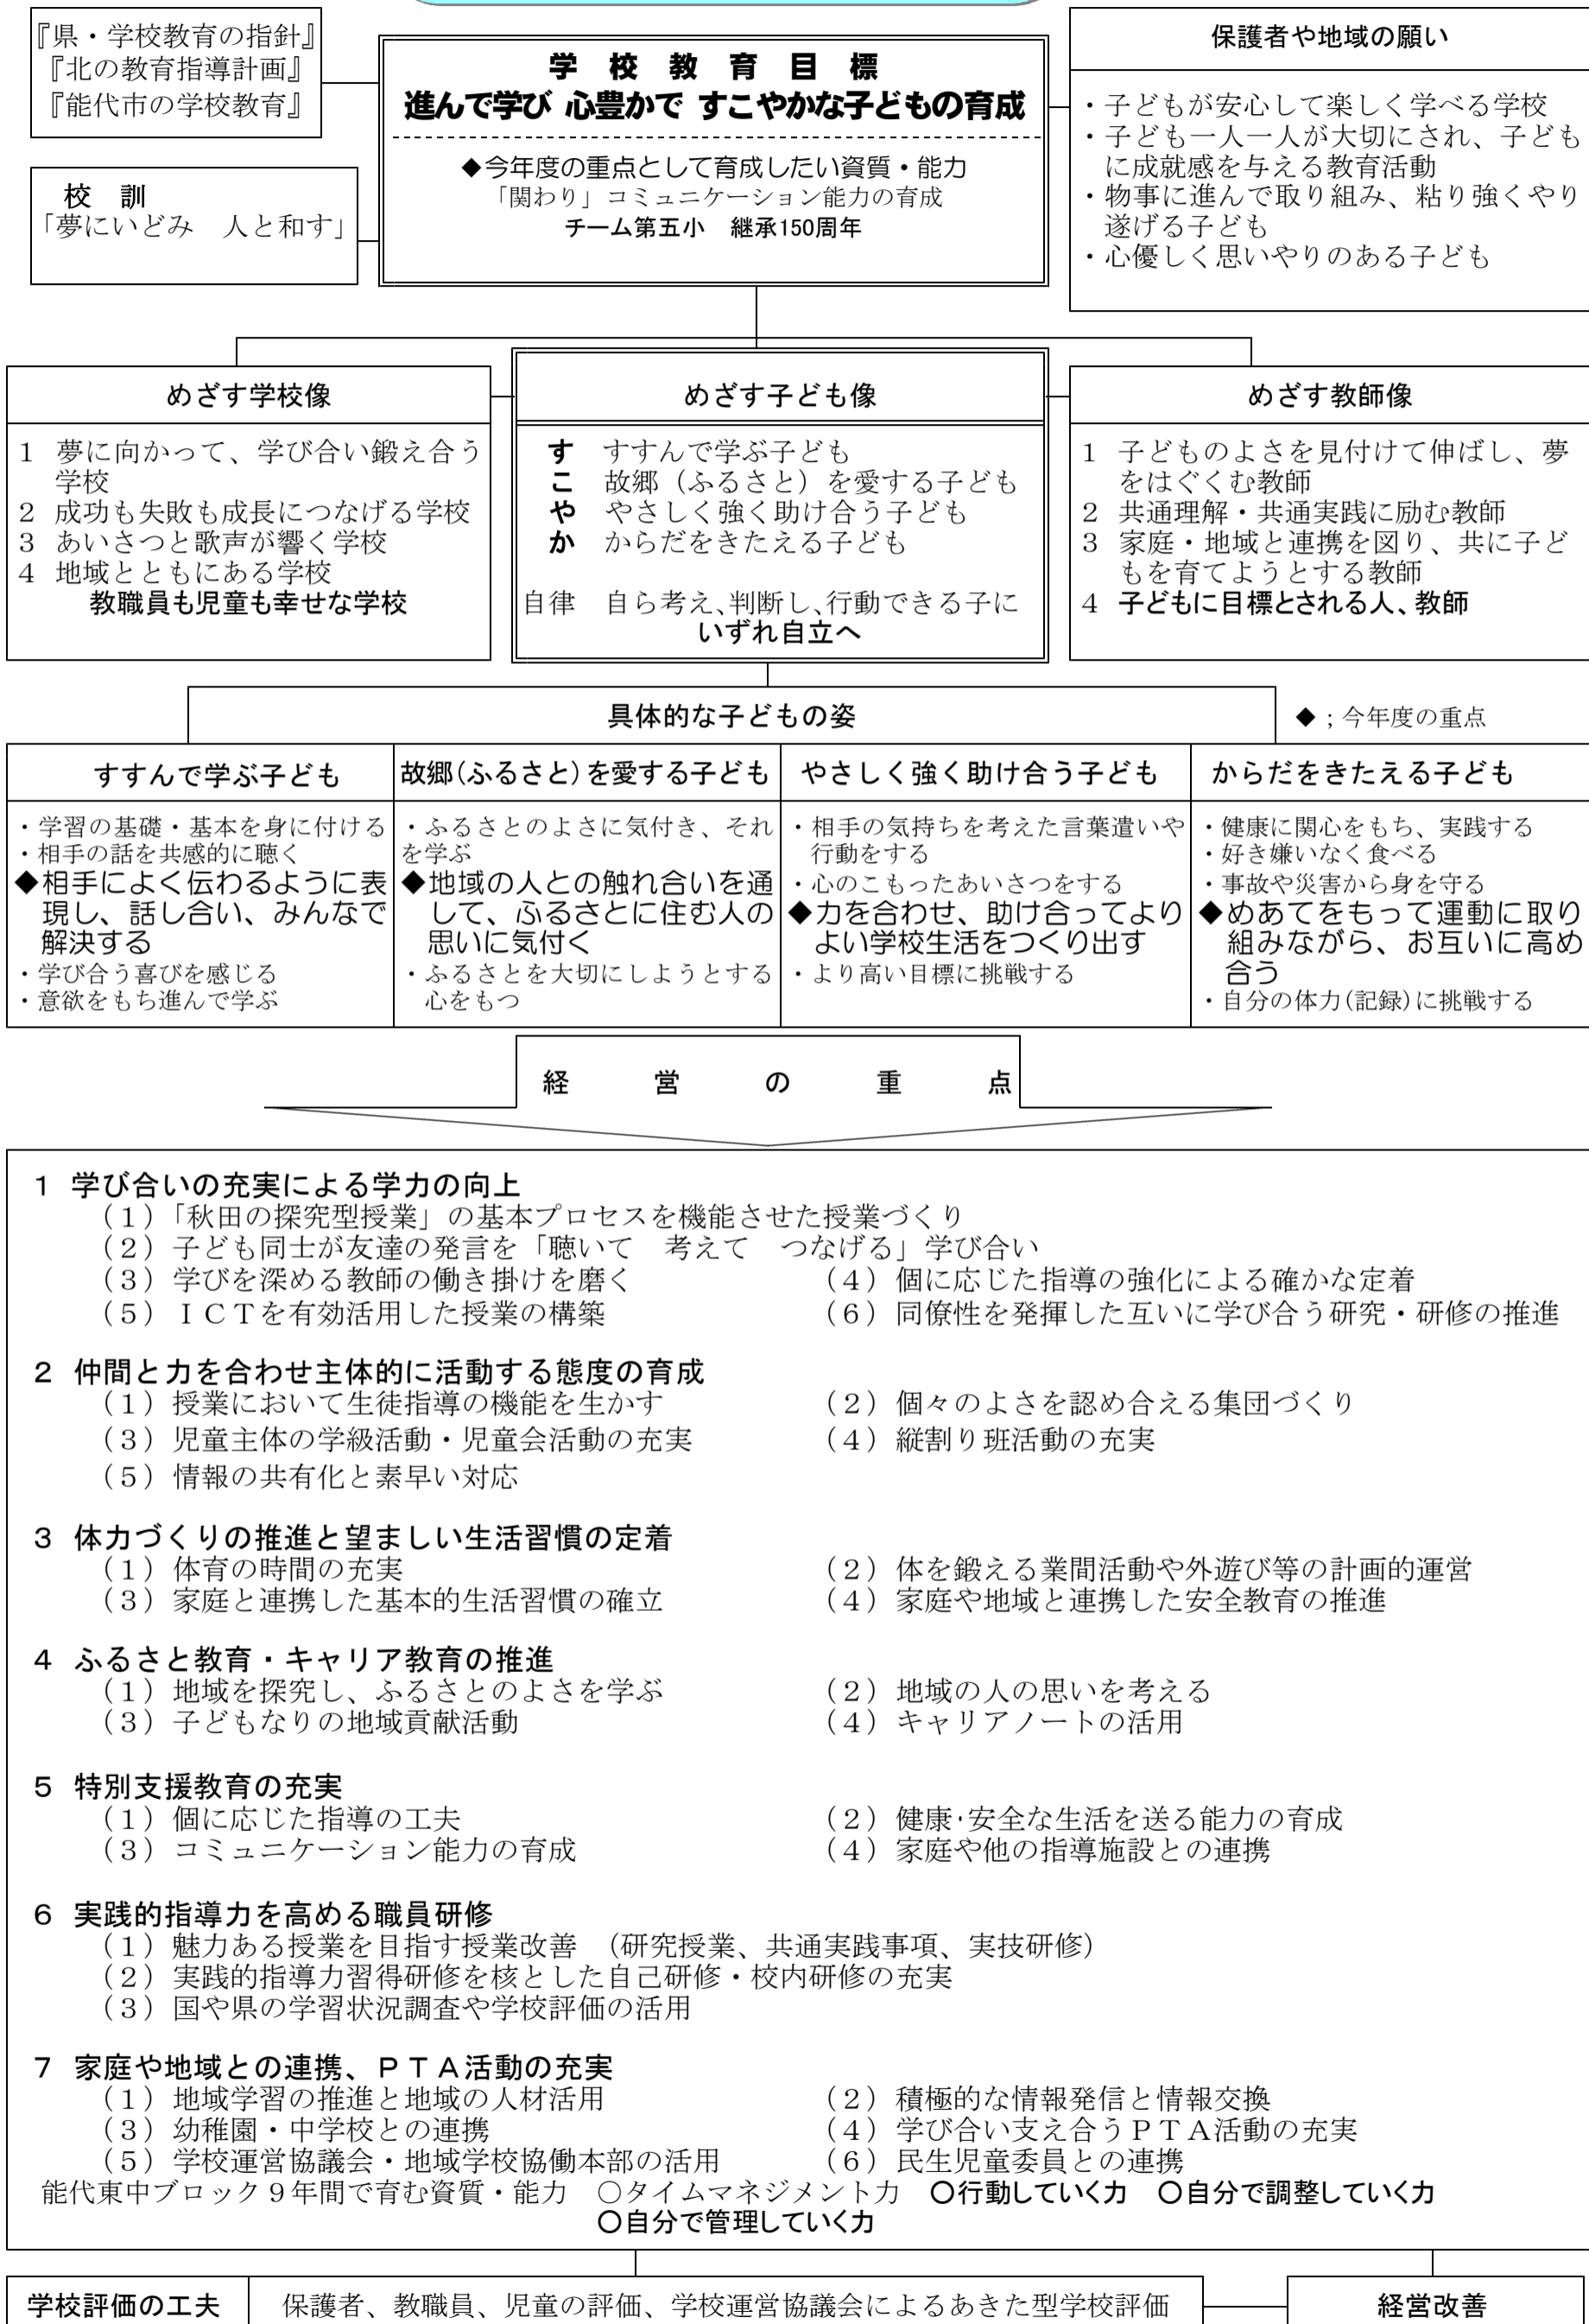 『県・学校教育の指針』
『北の教育指導計画』
『能代市の学校教育』
校　訓
「夢にいどみ　人と和す」
学　校　教　育　目　標
進んで学び 心豊かで すこやかな子どもの育成
◆今年度の重点として育成したい資質・能力
「関わり」コミュニケーション能力の育成
チーム第五小　継承150周年
保護者や地域の願い
・子どもが安心して楽しく学べる学校
・子ども一人一人が大切にされ、子ども
に成就感を与える教育活動
・物事に進んで取り組み、粘り強くやり
遂げる子ども
・心優しく思いやりのある子ども
めざす学校像
1　夢に向かって、学び合い鍛え合う
学校
2　成功も失敗も成長につなげる学校
3　あいさつと歌声が響く学校
4　地域とともにある学校
教職員も児童も幸せな学校
めざす子ども像
す　すすんで学ぶ子ども
こ　故郷（ふるさと）を愛する子ども
や　やさしく強く助け合う子ども
か　からだをきたえる子ども
自律　自ら考え、判断し、行動できる子に
いずれ自立へ
めざす教師像
1　子どものよさを見付けて伸ばし、夢
をはぐくむ教師
2　共通理解・共通実践に励む教師
3　家庭・地域と連携を図り、共に子ど
もを育てようとする教師
4　子どもに目標とされる人、教師
具体的な子どもの姿
◆；今年度の重点
すすんで学ぶ子ども
・学習の基礎・基本を身に付ける
・相手の話を共感的に聴く
◆相手によく伝わるように表
現し、話し合い、みんなで
解決する
・学び合う喜びを感じる
・意欲をもち進んで学ぶ
故郷(ふるさと)を愛する子ども
・ふるさとのよさに気付き、それ
を学ぶ
◆地域の人との触れ合いを通
して、ふるさとに住む人の
思いに気付く
・ふるさとを大切にしようとする
心をもつ
やさしく強く助け合う子ども
・相手の気持ちを考えた言葉遣いや
行動をする
・心のこもったあいさつをする
◆力を合わせ、助け合ってより
よい学校生活をつくり出す
・より高い目標に挑戦する
からだをきたえる子ども
・健康に関心をもち、実践する
・好き嫌いなく食べる
・事故や災害から身を守る
◆めあてをもって運動に取り
組みながら、お互いに高め
合う
・自分の体力(記録)に挑戦する
経　営　の　重　点
1　学び合いの充実による学力の向上
（１）「秋田の探究型授業」の基本プロセスを機能させた授業づくり
（２）子ども同士が友達の発言を「聴いて　考えて　つなげる」学び合い
（３）学びを深める教師の働き掛けを磨く　（４）個に応じた指導の強化による確かな定着
（５）ＩＣＴを有効活用した授業の構築　（６）同僚性を発揮した互いに学び合う研究・研修の推進
2　仲間と力を合わせ主体的に活動する態度の育成
（１）授業において生徒指導の機能を生かす　（２）個々のよさを認め合える集団づくり
（３）児童主体の学級活動・児童会活動の充実　（４）縦割り班活動の充実
（５）情報の共有化と素早い対応
3　体力づくりの推進と望ましい生活習慣の定着
（１）体育の時間の充実　（２）体を鍛える業間活動や外遊び等の計画的運営
（３）家庭と連携した基本的生活習慣の確立　（４）家庭や地域と連携した安全教育の推進
4　ふるさと教育・キャリア教育の推進
（１）地域を探究し、ふるさとのよさを学ぶ　（２）地域の人の思いを考える
（３）子どもなりの地域貢献活動　（４）キャリアノートの活用
5　特別支援教育の充実
（１）個に応じた指導の工夫　（２）健康･安全な生活を送る能力の育成
（３）コミュニケーション能力の育成　（４）家庭や他の指導施設との連携
6　実践的指導力を高める職員研修
（１）魅力ある授業を目指す授業改善　（研究授業、共通実践事項、実技研修）
（２）実践的指導力習得研修を核とした自己研修・校内研修の充実
（３）国や県の学習状況調査や学校評価の活用
7　家庭や地域との連携、ＰＴＡ活動の充実
（１）地域学習の推進と地域の人材活用　（２）積極的な情報発信と情報交換
（３）幼稚園・中学校との連携　（４）学び合い支え合うＰＴＡ活動の充実
（５）学校運営協議会・地域学校協働本部の活用　（６）民生児童委員との連携
能代東中ブロック９年間で育む資質・能力　○タイムマネジメント力　○行動していく力　○自分で調整していく力
○自分で管理していく力
学校評価の工夫
保護者、教職員、児童の評価、学校運営協議会によるあきた型学校評価
経営改善